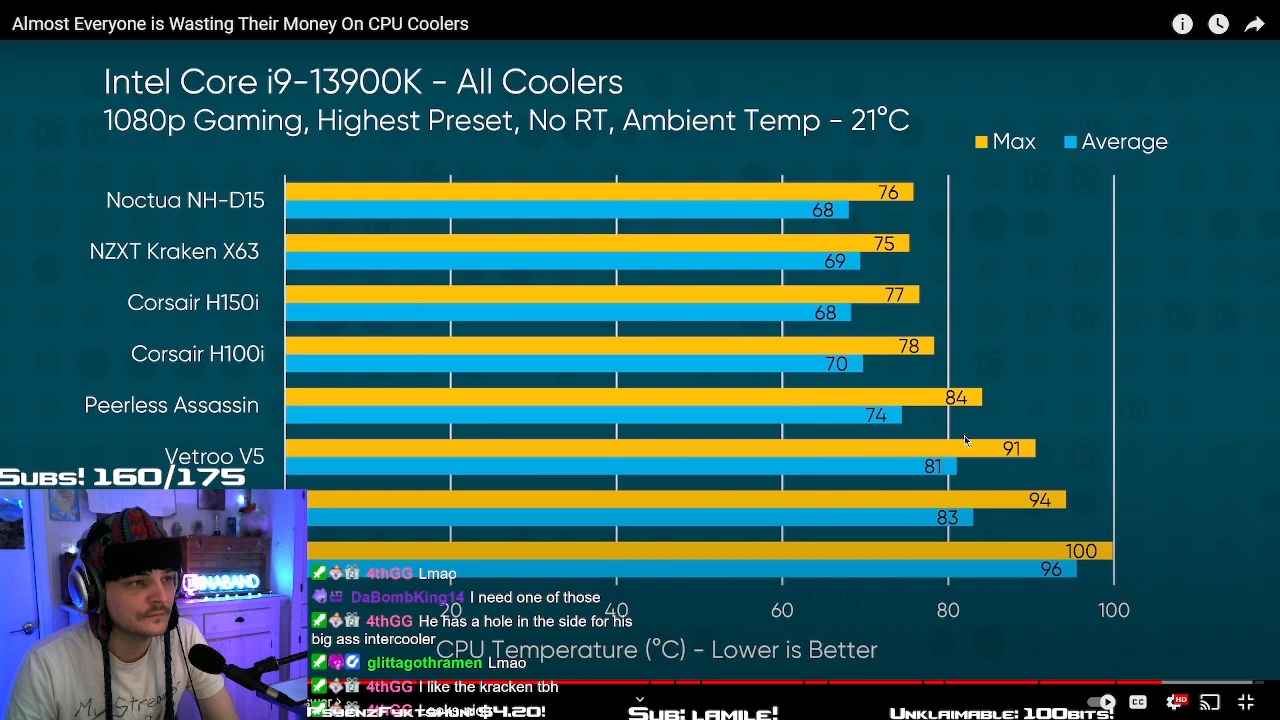 Almost Everyone is Wasting Their Money On CPU Coolers
Intel Core i9-13900K - All Coolers
1080p Gaming, Highest Preset, No RT, Ambient Temp - 21°C
Max Average
Noctua NH-D15 76
68
NZXT Kraken X63 75
69
Corsair H150i 77
68
Corsair H100i 78
70
Peerless Assassin 84
74
Vetroo V5 91
81
Subs! 160/175
94
83
100
96
4thGG Lmao
DaBombKing14 I need one of those
20 40 60 80 100
4thGG He has a hole in the side for his
big ass intercooler
CPU Temperature (°C) - Lower is Better
glittagothramen Lmao
4thGG I like the kracken tbh
4thGG
CC
HD
$4.20!
Sub: lamile!
Unklaimable: 100bits!